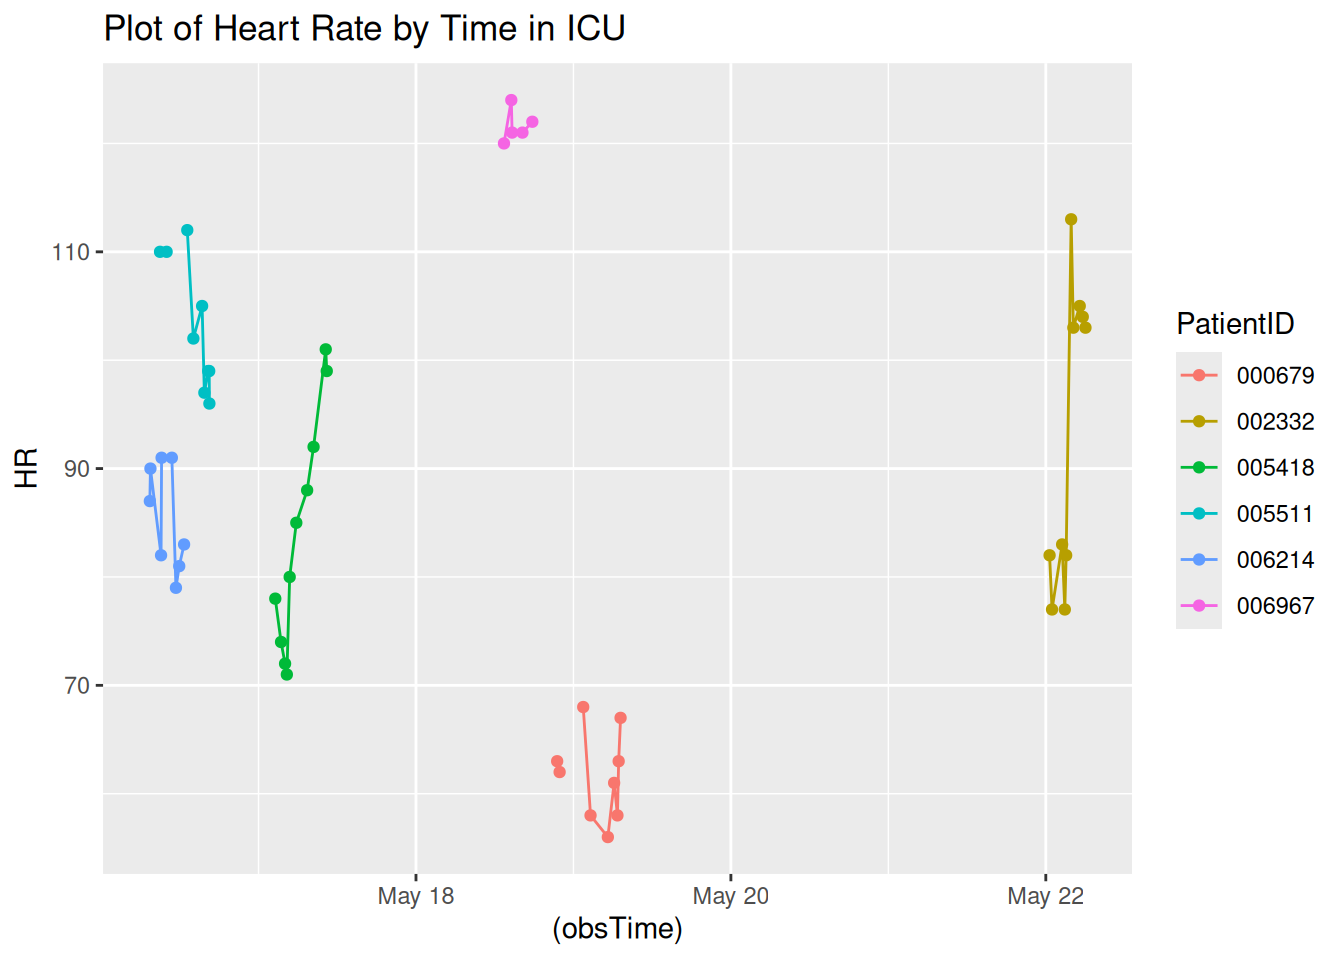 Plot of Heart Rate by Time in ICU
110
90
70
HR
May 18
May 20
May 22
(obsTime)
PatientID
000679
002332
005418
005511
006214
006967